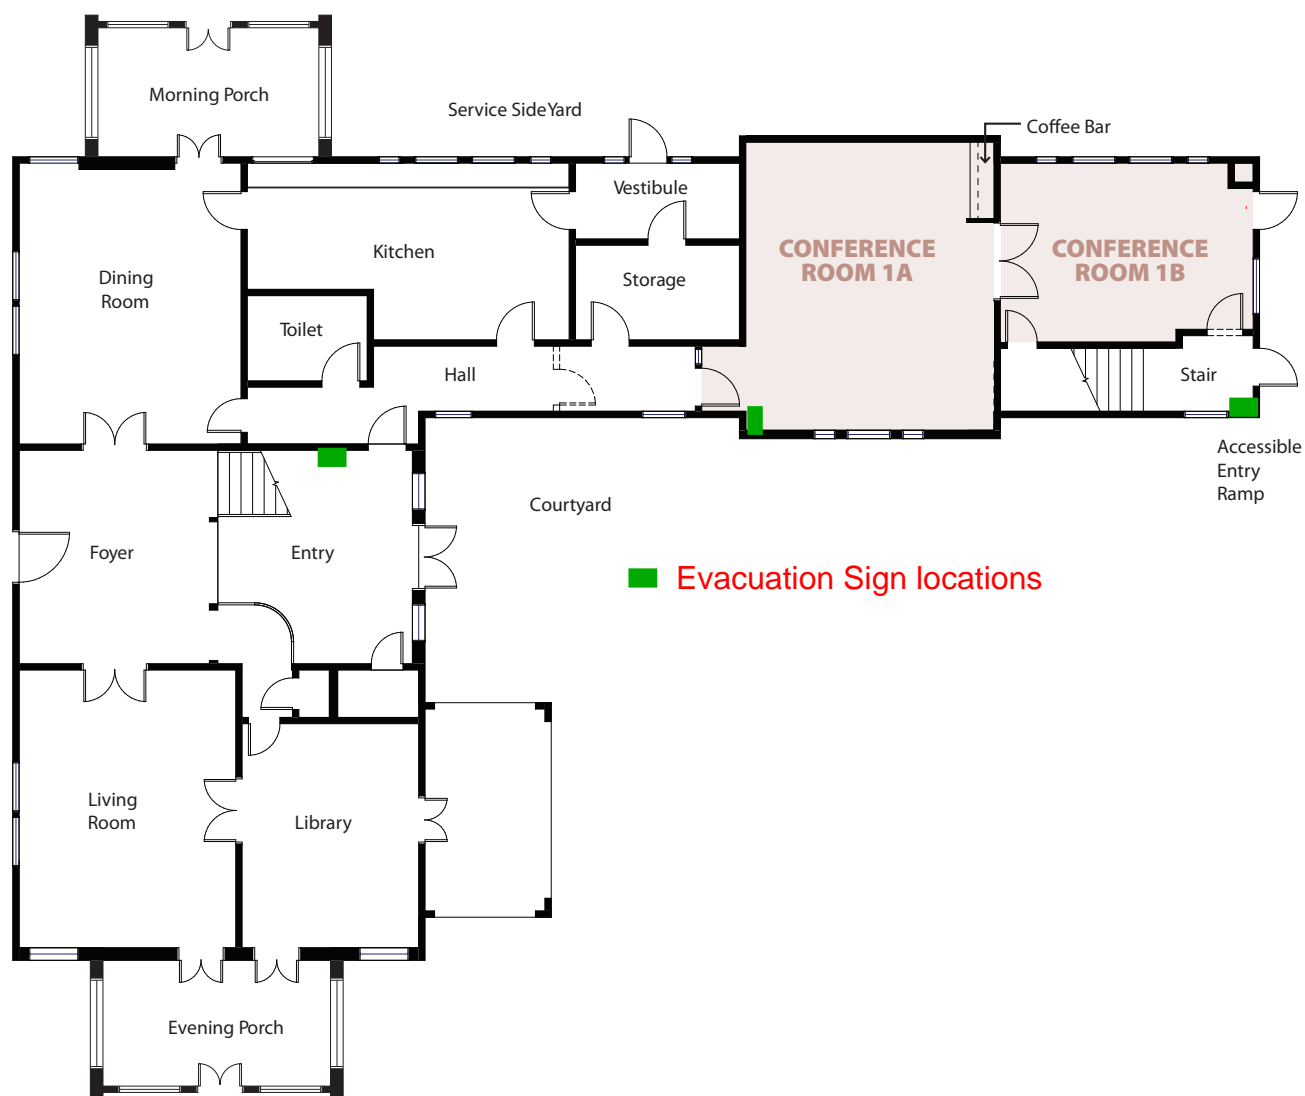 Morning Porch
Service SideYard
Coffee Bar
Vestibule
Kitchen
CONFERENCE
ROOM 1A
CONFERENCE
ROOM 1B
Dining
Room
Storage
Toilet
Hall
Stair
Accessible
Entry
Ramp
Courtyard
Foyer
Entry
Evacuation Sign locations
Living
Room
Library
Evening Porch